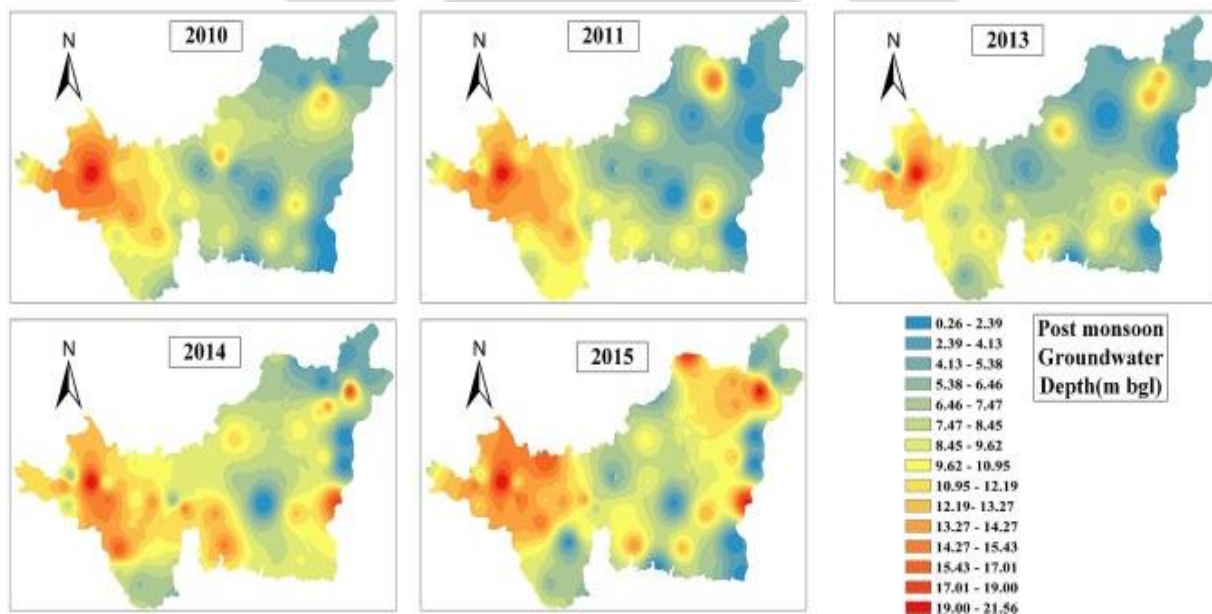 N
2010
N
2011
N
2013
N
2014
N
2015
0.26 - 2.39
2.39 - 4.13
4.13 - 5.38
5.38 - 6.46
6.46 - 7.47
7.47 - 8.45
8.45 - 9.62
9.62 - 10.95
10.95 - 12.19
12.19- 13.27
13.27 - 14.27
14.27 - 15.43
15.43 - 17.01
17.01 - 19.00
19.00 - 21.56
Post monsoon
Groundwater
Depth(m bgl)